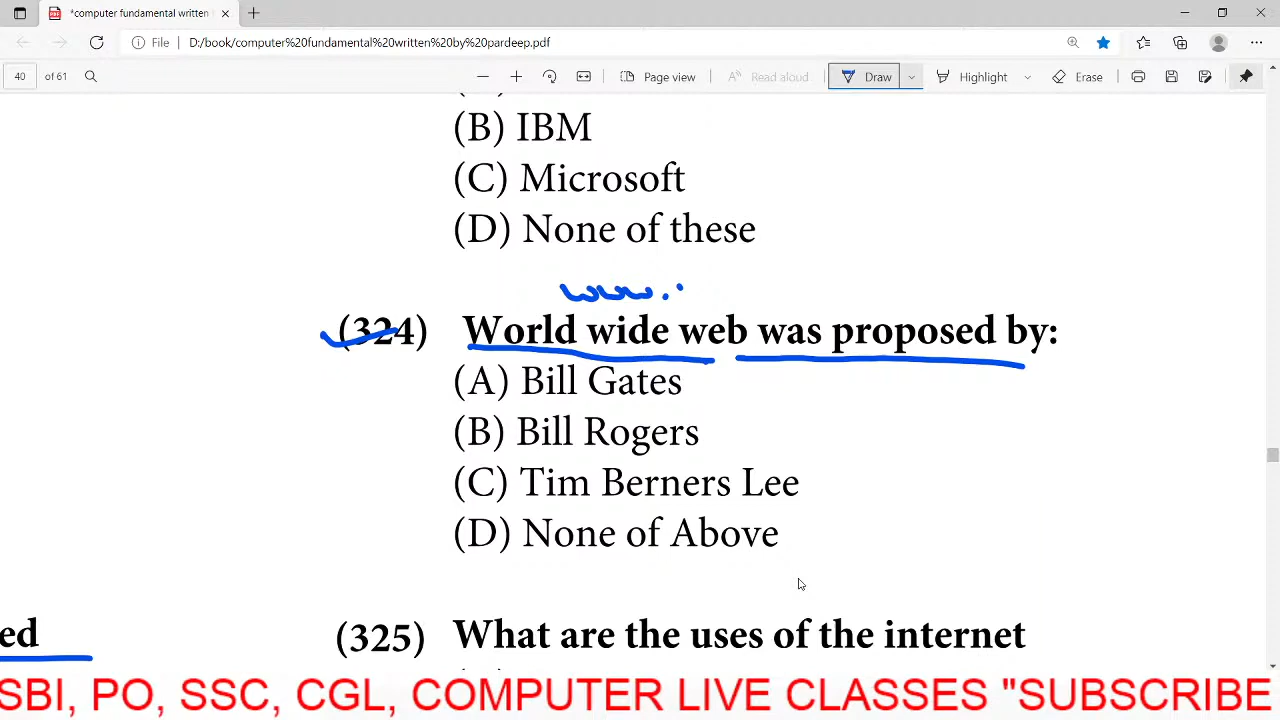 *computer fundamental written
File D:/book/computer%20fundamental%20written%20by%20pardeep.pdf
40 of 61 Page view Read aloud Draw Highlight Erase
(B) IBM
(C) Microsoft
(D) None of these
www.
(324) World wide web was proposed by:
(A) Bill Gates
(B) Bill Rogers
(C) Tim Berners Lee
(D) None of Above
ed
(325) What are the uses of the internet
SBI, PO, SSC, CGL, COMPUTER LIVE CLASSES "SUBSCRIBE